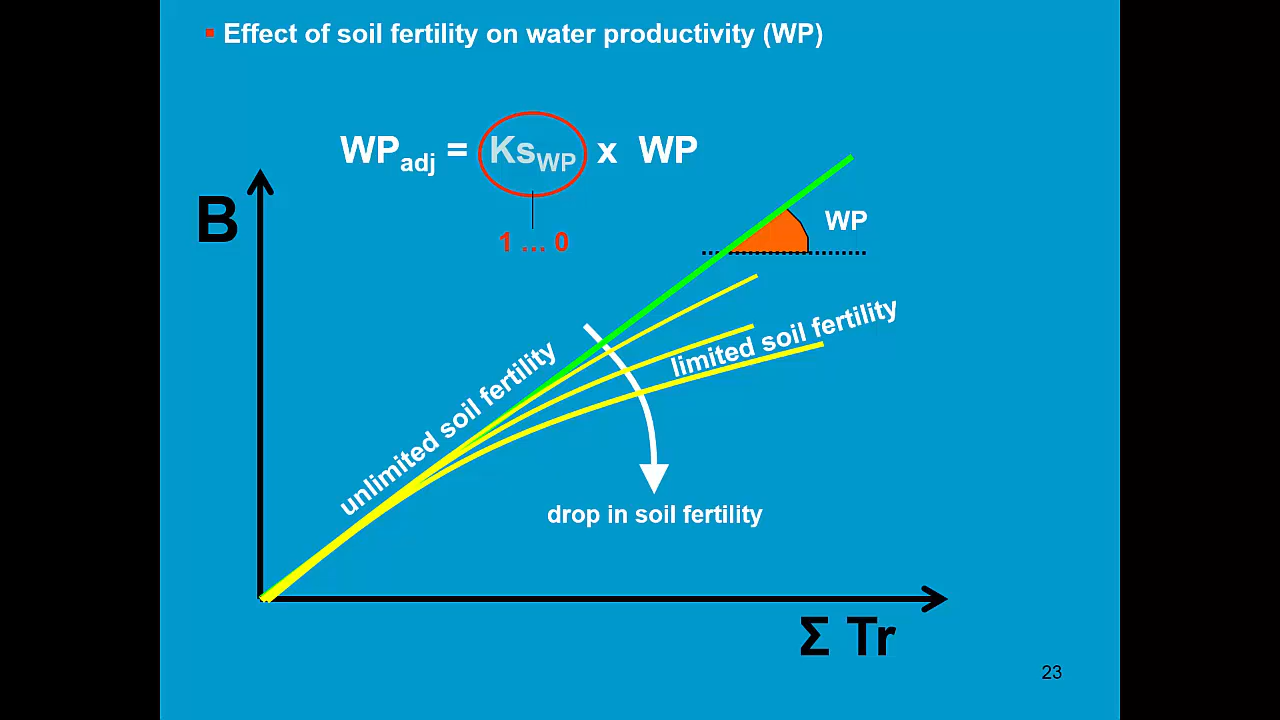 Effect of soil fertility on water productivity (WP)
WPadj = KsWP x WP
1 ... 0
B
WP
unlimited soil fertility
limited soil fertility
drop in soil fertility
Σ Tr
23